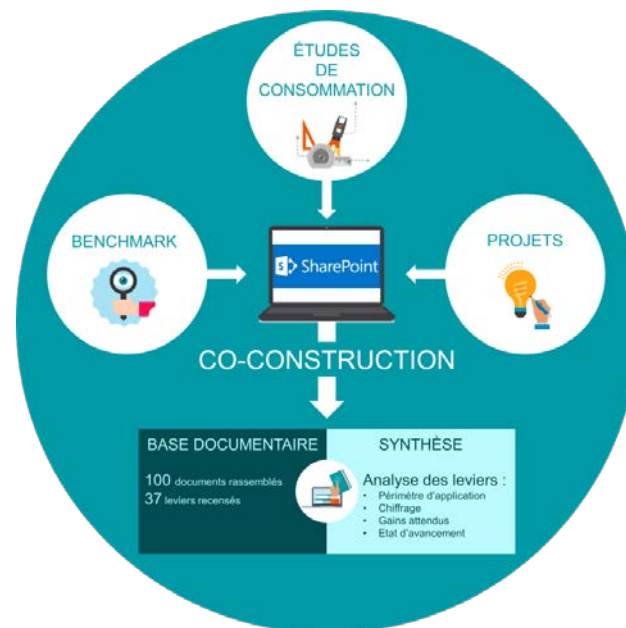 ÉTUDES
DE
CONSOMMATION
BENCHMARK
PROJETS
SharePoint
CO-CONSTRUCTION
BASE DOCUMENTAIRE
100 documents rassemblés
37 leviers recensés
SYNTHÈSE
Analyse des leviers :
• Périmètre d'application
• Chiffrage
• Gains attendus
• Etat d'avancement